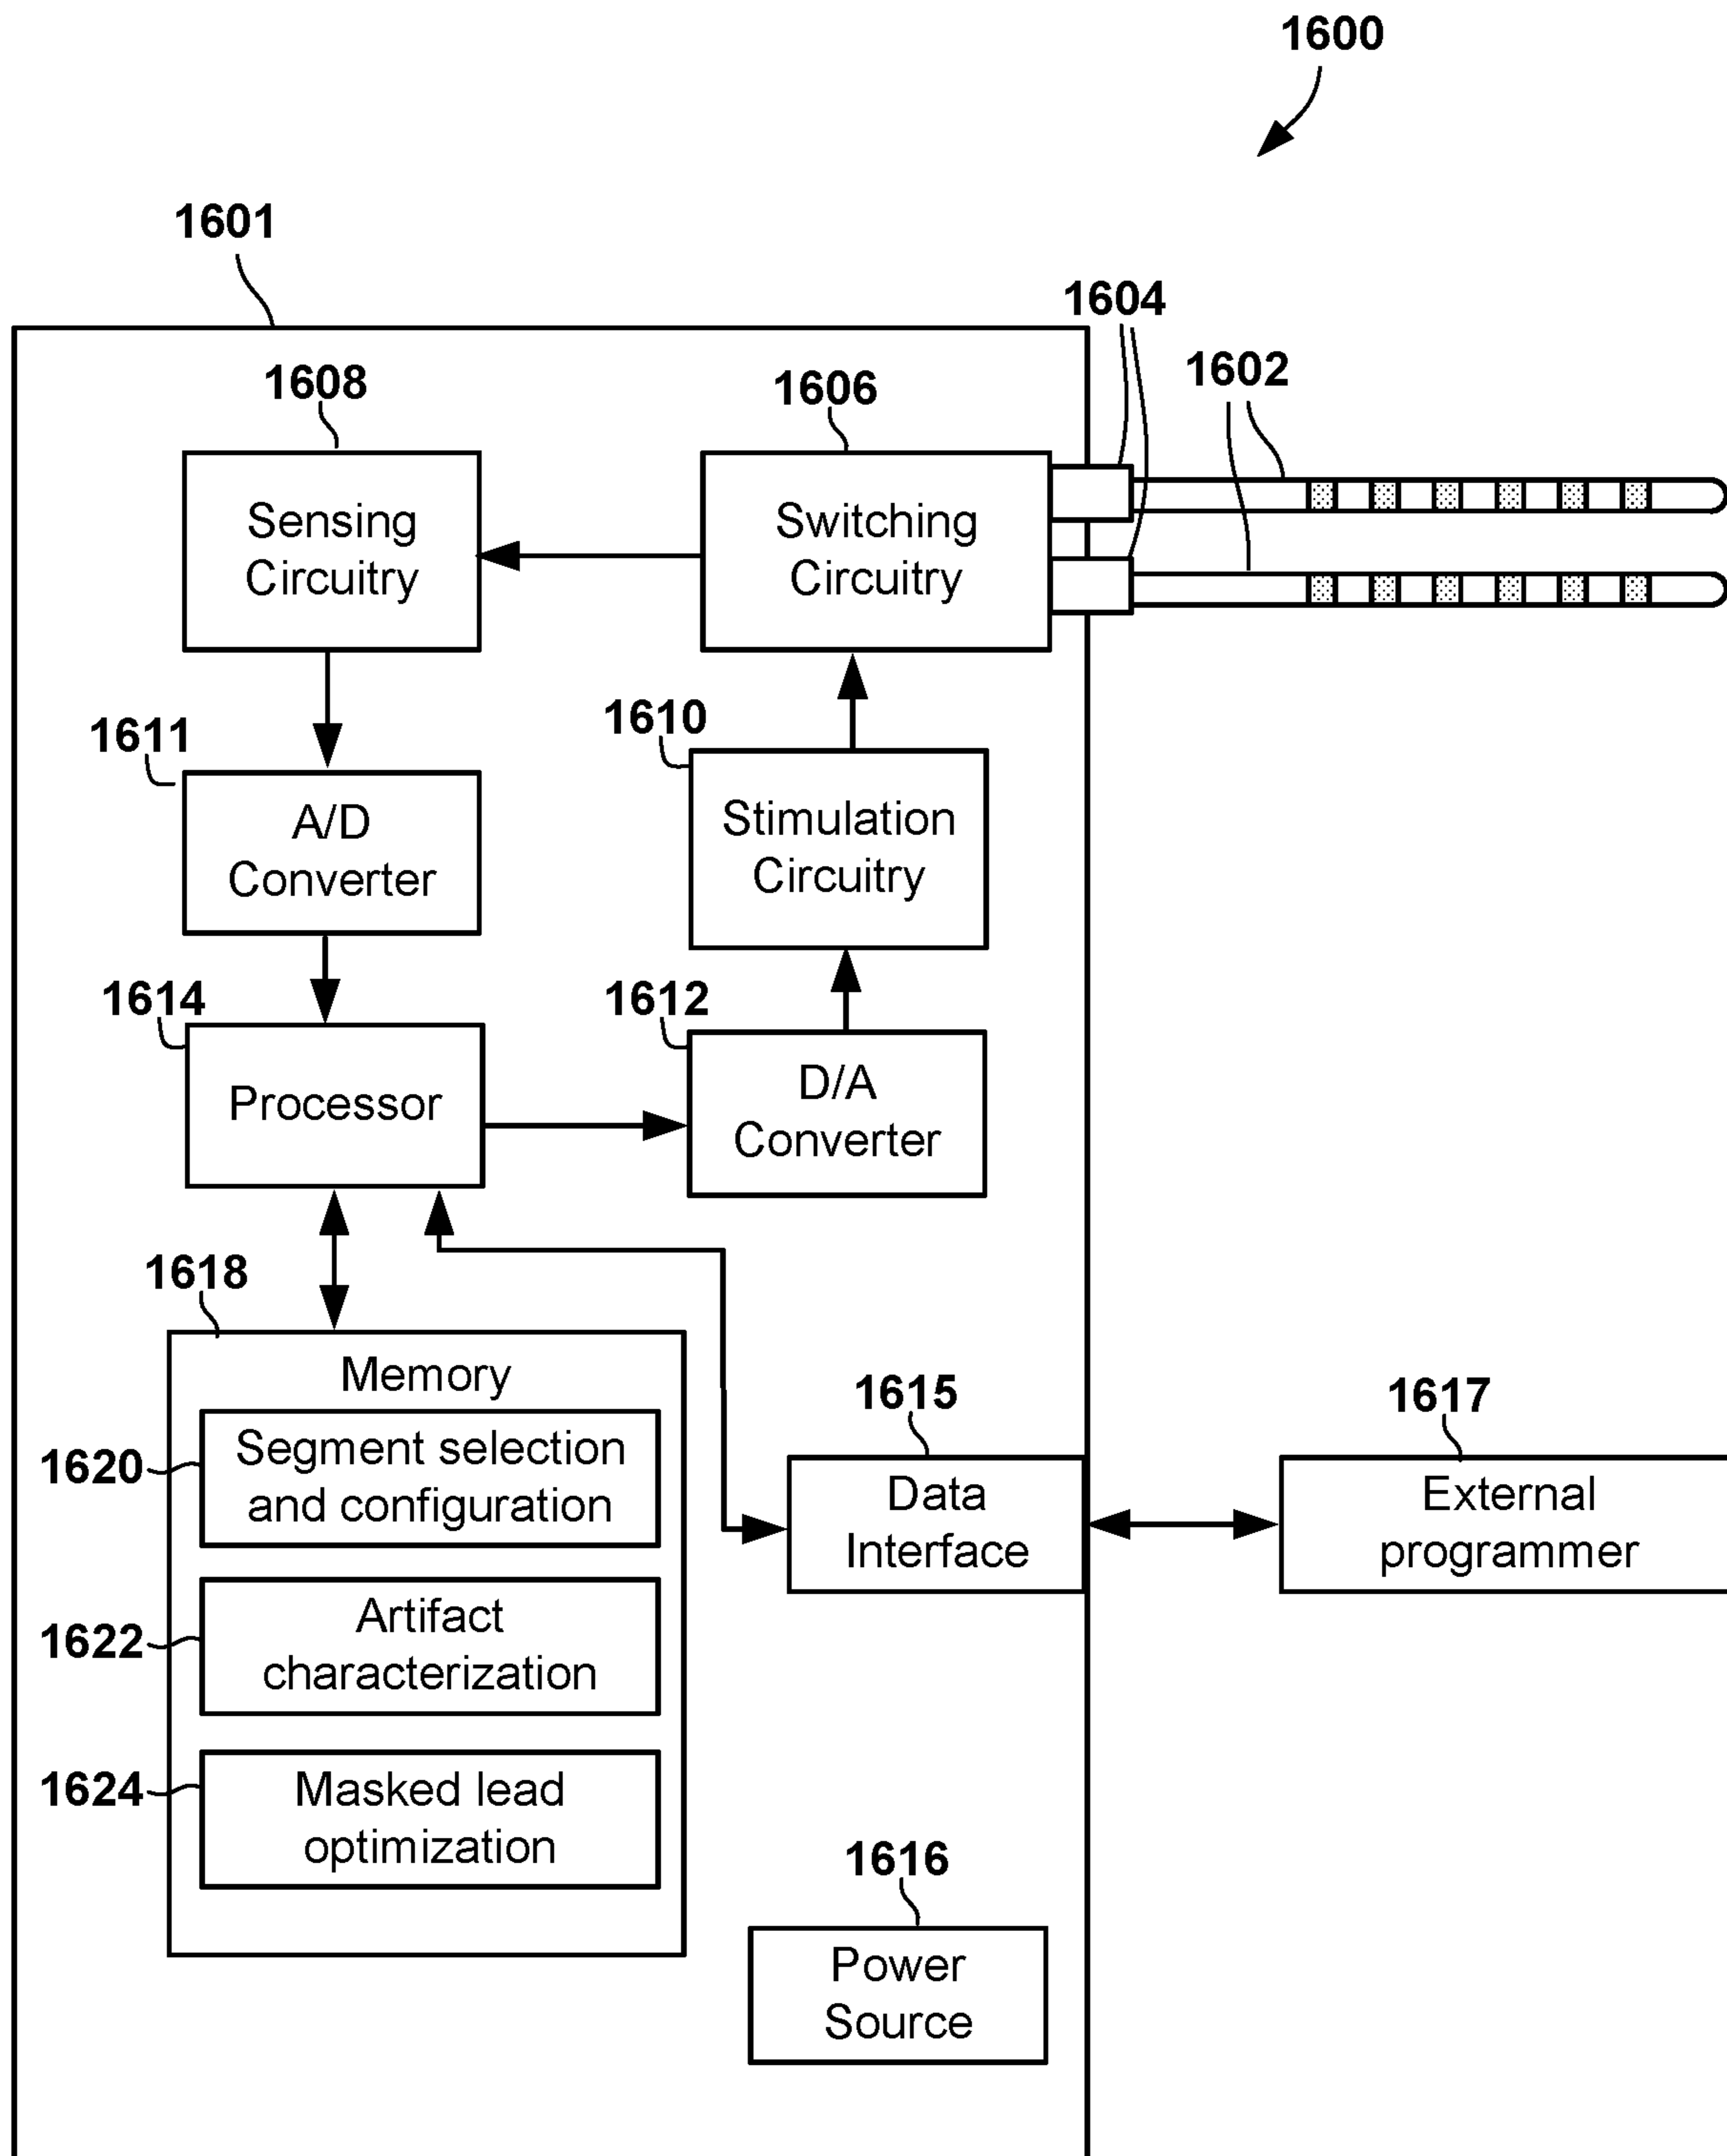 1600
1601
1604
1602
1608
1606
Sensing
Circuitry
Switching
Circuitry
1611
1610
A/D
Converter
Stimulation
Circuitry
1614
1612
Processor
D/A
Converter
1618
Memory
1620
Segment selection
and configuration
1622
Artifact
characterization
1624
Masked lead
optimization
1615
Data
Interface
1617
External
programmer
1616
Power
Source